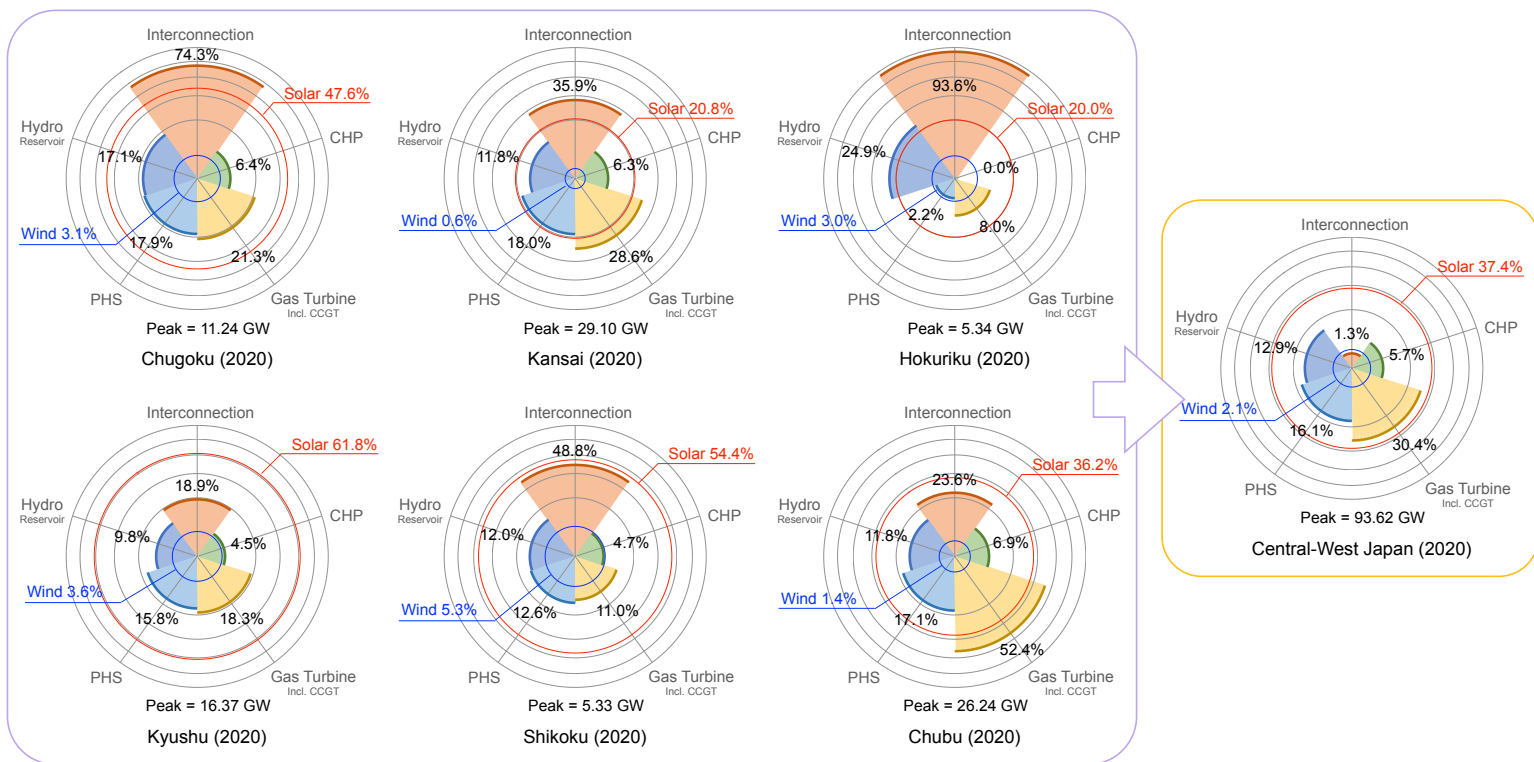 Interconnection
74.3%
Solar 47.6%
Hydro
Reservoir
CHP
17.1%
6.4%
Wind 3.1%
17.9%
21.3%
PHS
Gas Turbine
Incl. CCGT
Peak = 11.24 GW
Chugoku (2020)
Interconnection
35.9%
Solar 20.8%
Hydro
Reservoir
CHP
11.8%
6.3%
Wind 0.6%
18.0%
28.6%
PHS
Gas Turbine
Incl. CCGT
Peak = 29.10 GW
Kansai (2020)
Interconnection
93.6%
Solar 20.0%
Hydro
Reservoir
CHP
24.9%
0.0%
Wind 3.0%
2.2%
8.0%
PHS
Gas Turbine
Incl. CCGT
Peak = 5.34 GW
Hokuriku (2020)
Interconnection
18.9%
Solar 61.8%
Hydro
Reservoir
CHP
9.8%
4.5%
Wind 3.6%
15.8%
18.3%
PHS
Gas Turbine
Incl. CCGT
Peak = 16.37 GW
Kyushu (2020)
Interconnection
48.8%
Solar 54.4%
Hydro
Reservoir
CHP
12.0%
4.7%
Wind 5.3%
12.6%
11.0%
PHS
Gas Turbine
Incl. CCGT
Peak = 5.33 GW
Shikoku (2020)
Interconnection
23.6%
Solar 36.2%
Hydro
Reservoir
CHP
11.8%
6.9%
Wind 1.4%
17.1%
52.4%
PHS
Gas Turbine
Incl. CCGT
Peak = 26.24 GW
Chubu (2020)
Interconnection
Solar 37.4%
Hydro
Reservoir
1.3%
CHP
12.9%
5.7%
Wind 2.1%
16.1%
30.4%
PHS
Gas Turbine
Incl. CCGT
Peak = 93.62 GW
Central-West Japan (2020)